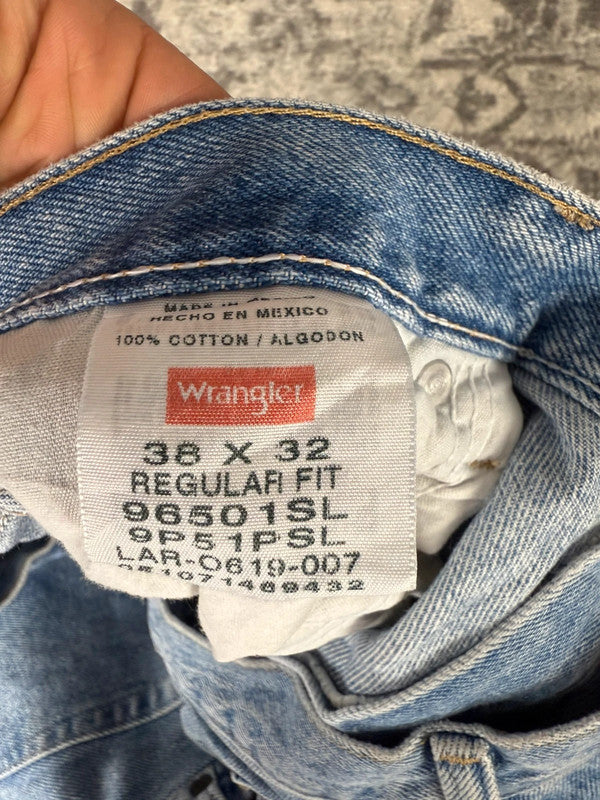 MADE IN MEXICO
HECHO EN MEXICO
100% COTTON / ALGODON
Wrangler
38 X 32
REGULAR FIT
96501SL
9P51PSL
LAR-0619-007